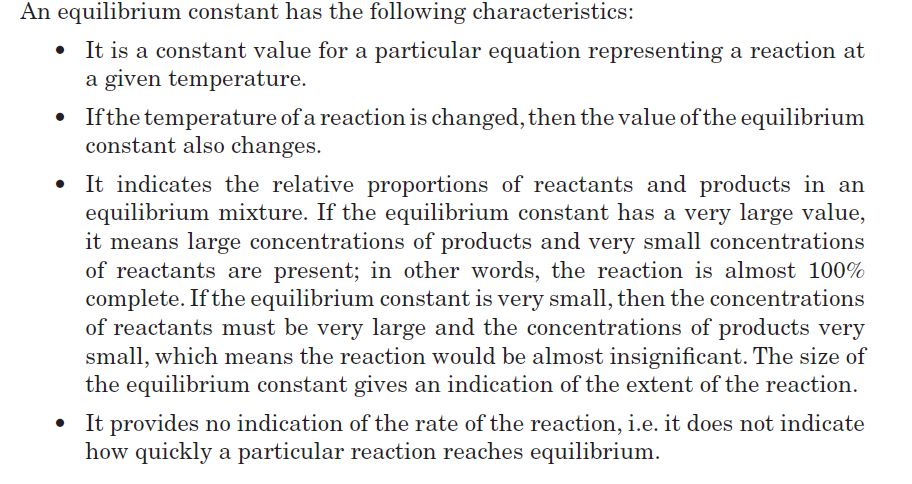 An equilibrium constant has the following characteristics:
• It is a constant value for a particular equation representing a reaction at
a given temperature.
• If the temperature of a reaction is changed, then the value of the equilibrium
constant also changes.
• It indicates the relative proportions of reactants and products in an
equilibrium mixture. If the equilibrium constant has a very large value,
it means large concentrations of products and very small concentrations
of reactants are present; in other words, the reaction is almost 100%
complete. If the equilibrium constant is very small, then the concentrations
of reactants must be very large and the concentrations of products very
small, which means the reaction would be almost insignificant. The size of
the equilibrium constant gives an indication of the extent of the reaction.
• It provides no indication of the rate of the reaction, i.e. it does not indicate
how quickly a particular reaction reaches equilibrium.